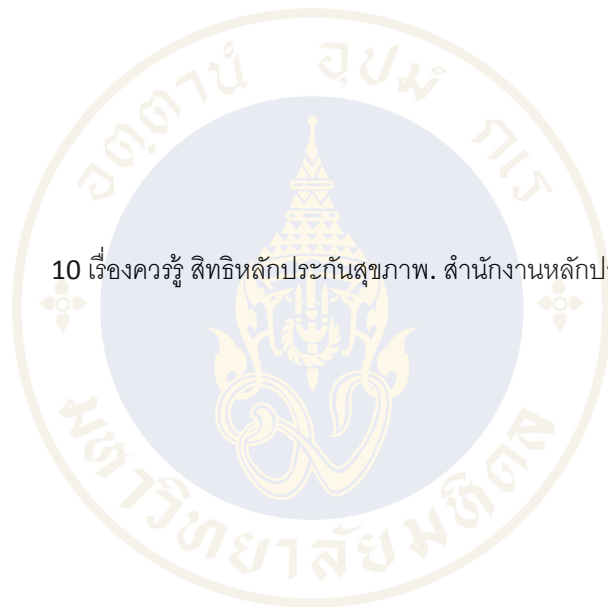 อตฺตานํ อุปมํ กเร
10 เรื่องควรรู้ สิทธิหลักประกันสุขภาพ. สำนักงานหลักป
มหาวิทยาลัยมหิดล